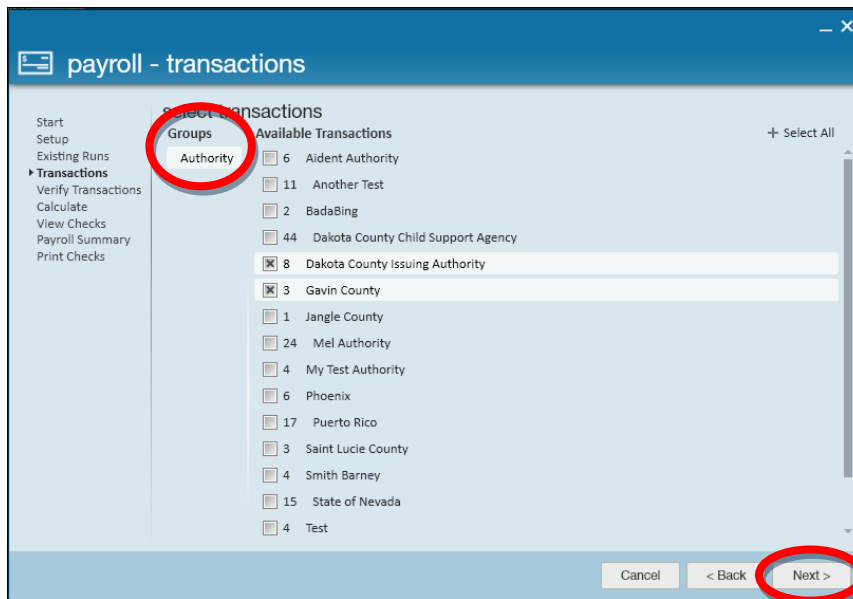 payroll - transactions
select transactions
Start
Setup
Existing Runs
Transactions
Verify Transactions
Calculate
View Checks
Payroll Summary
Print Checks
Groups
Authority
Available Transactions
+ Select All
6 Aident Authority
11 Another Test
2 BadaBing
44 Dakota County Child Support Agency
8 Dakota County Issuing Authority
3 Gavin County
1 Jangle County
24 Mel Authority
4 My Test Authority
6 Phoenix
17 Puerto Rico
3 Saint Lucie County
4 Smith Barney
15 State of Nevada
4 Test
Cancel
< Back
Next >